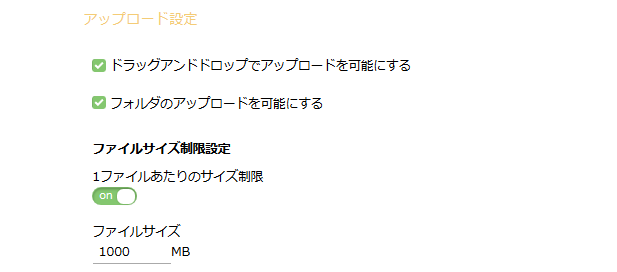 アップロード設定
ドラッグアンドドロップでアップロードを可能にする
フォルダのアップロードを可能にする
ファイルサイズ制限設定
1ファイルあたりのサイズ制限
on
ファイルサイズ
1000 MB